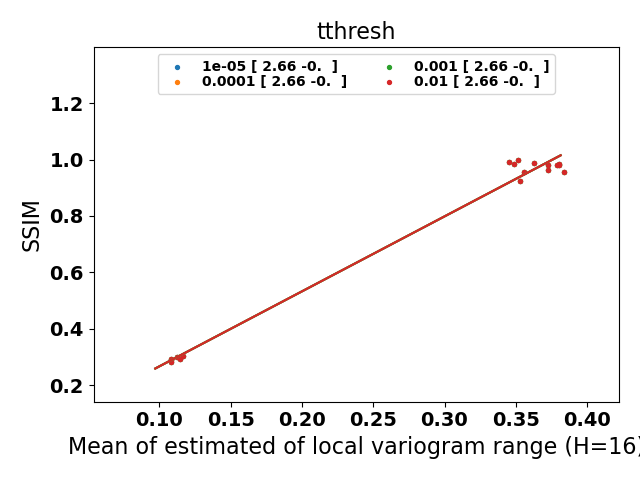 tthresh
1e-05 [ 2.66 -0.  ]
0.0001 [ 2.66 -0.  ]
0.001 [ 2.66 -0.  ]
0.01 [ 2.66 -0.  ]
SSIM
1.2
1.0
0.8
0.6
0.4
0.2
0.10 0.15 0.20 0.25 0.30 0.35 0.40
Mean of estimated of local variogram range (H=16)